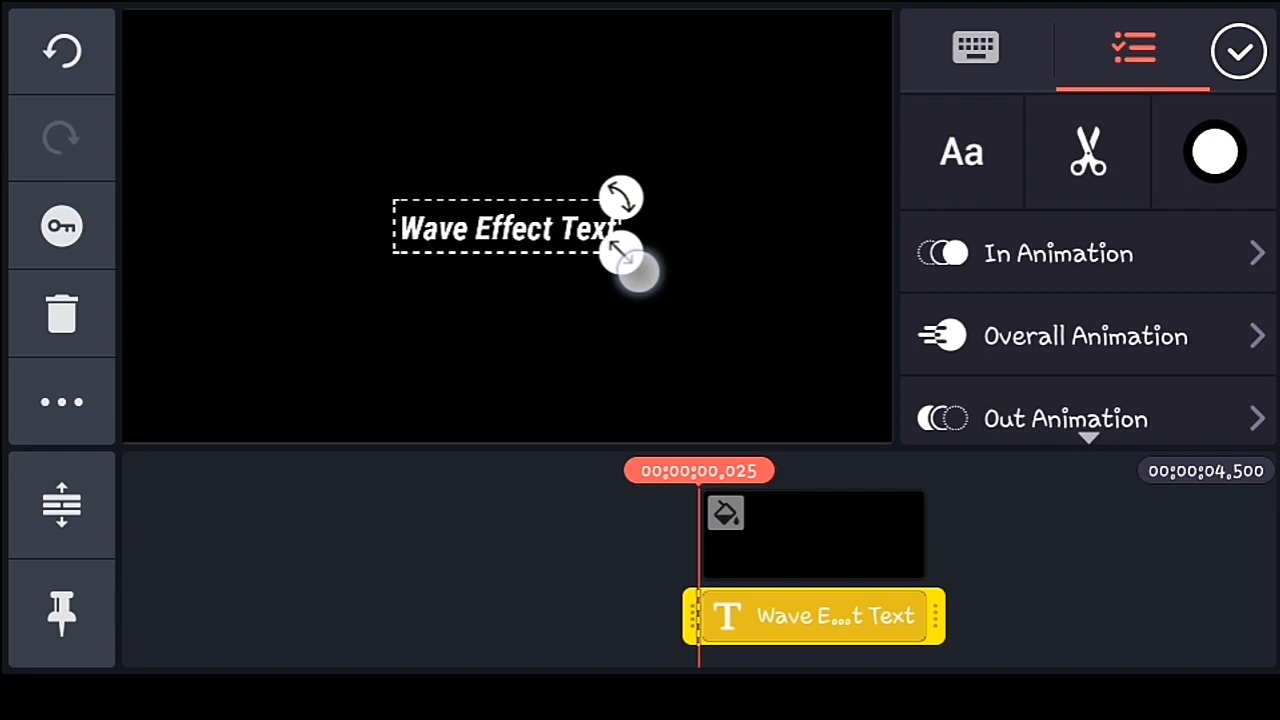 Aa
Wave Effect Text
In Animation
Overall Animation
Out Animation
00:00:00.025
00:00:04.500
T Wave E...t Text